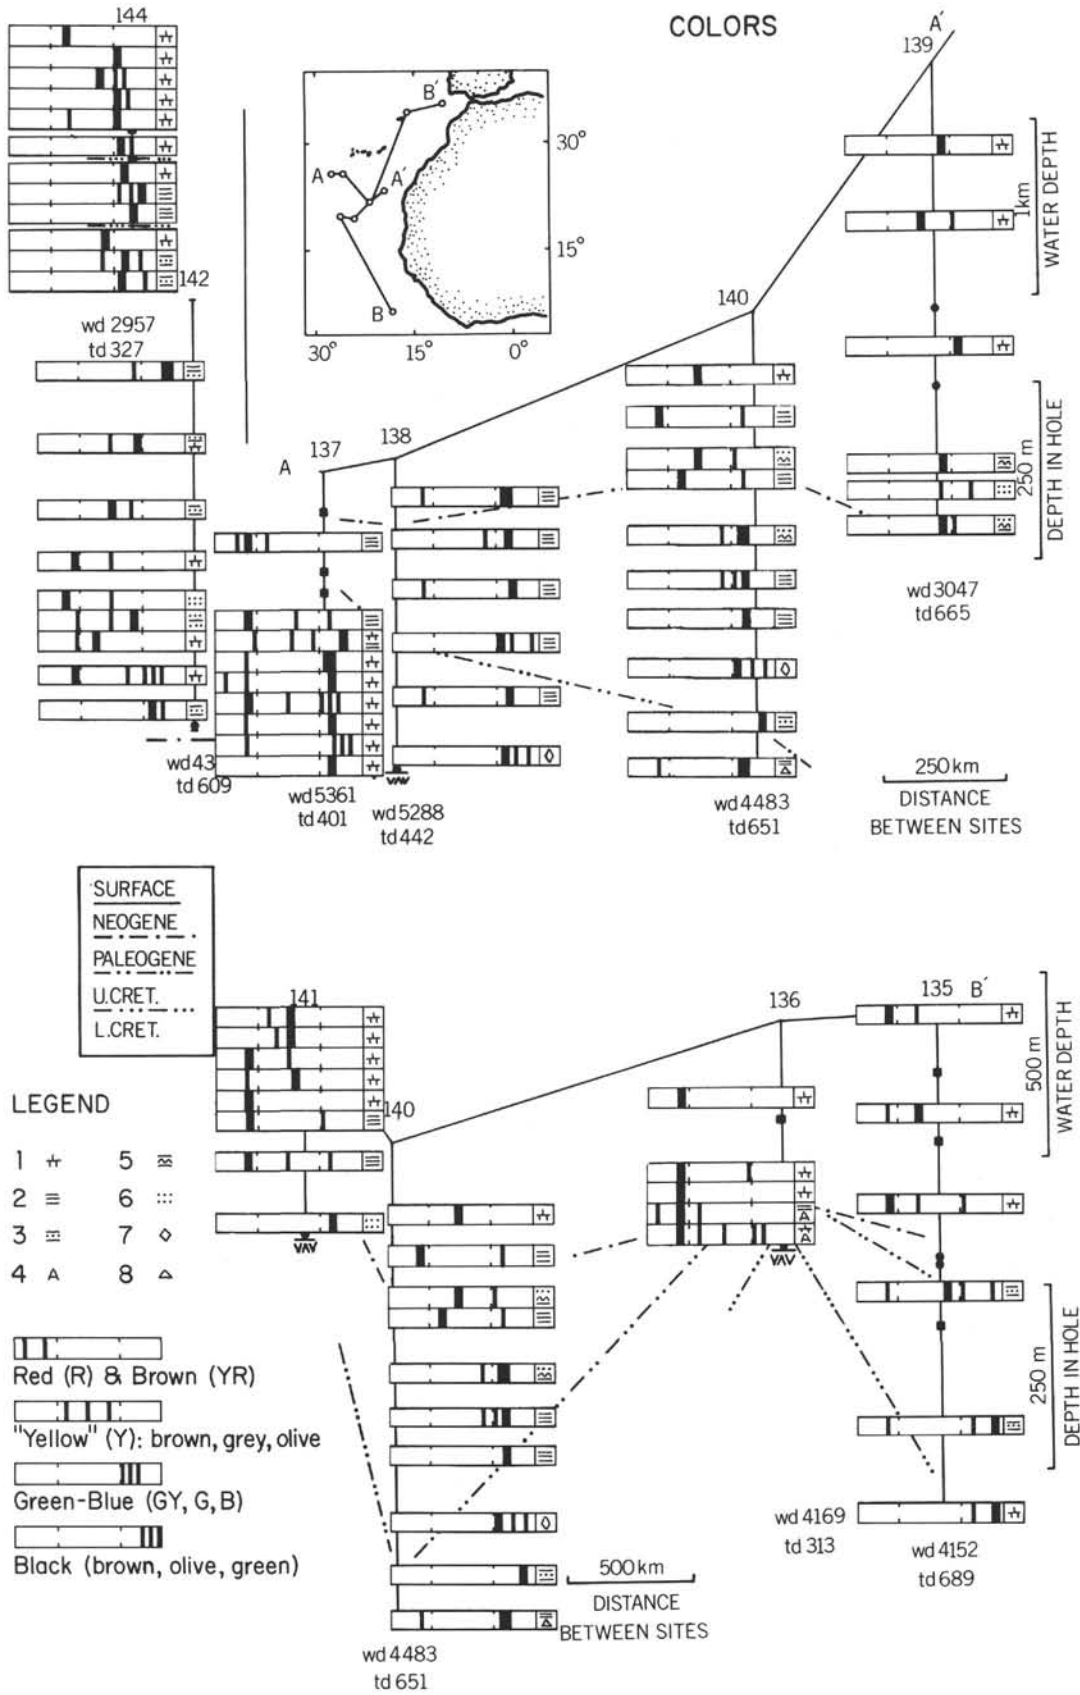 144
COLORS
A'
139
B'
30°
A
A'
15°
B
30°
15°
0°
142
wd 2957
td 327
1km
WATER DEPTH
140
A
137
138
250 m
DEPTH IN HOLE
wd 3047
td 665
wd 43
td 609
wd 5361
td 401
wd 5288
td 442
wd 4483
td 651
250 km
DISTANCE
BETWEEN SITES
SURFACE
NEOGENE
PALEOGENE
U.CRET.
L.CRET.
141
140
136
135 B'
500 m
WATER DEPTH
LEGEND
1 5
2 6
3 7
4 8
Red (R) & Brown (YR)
"Yellow" (Y): brown, grey, olive
Green-Blue (GY, G, B)
Black (brown, olive, green)
250 m
DEPTH IN HOLE
wd 4169
td 313
wd 4152
td 689
500 km
DISTANCE
BETWEEN SITES
wd 4483
td 651